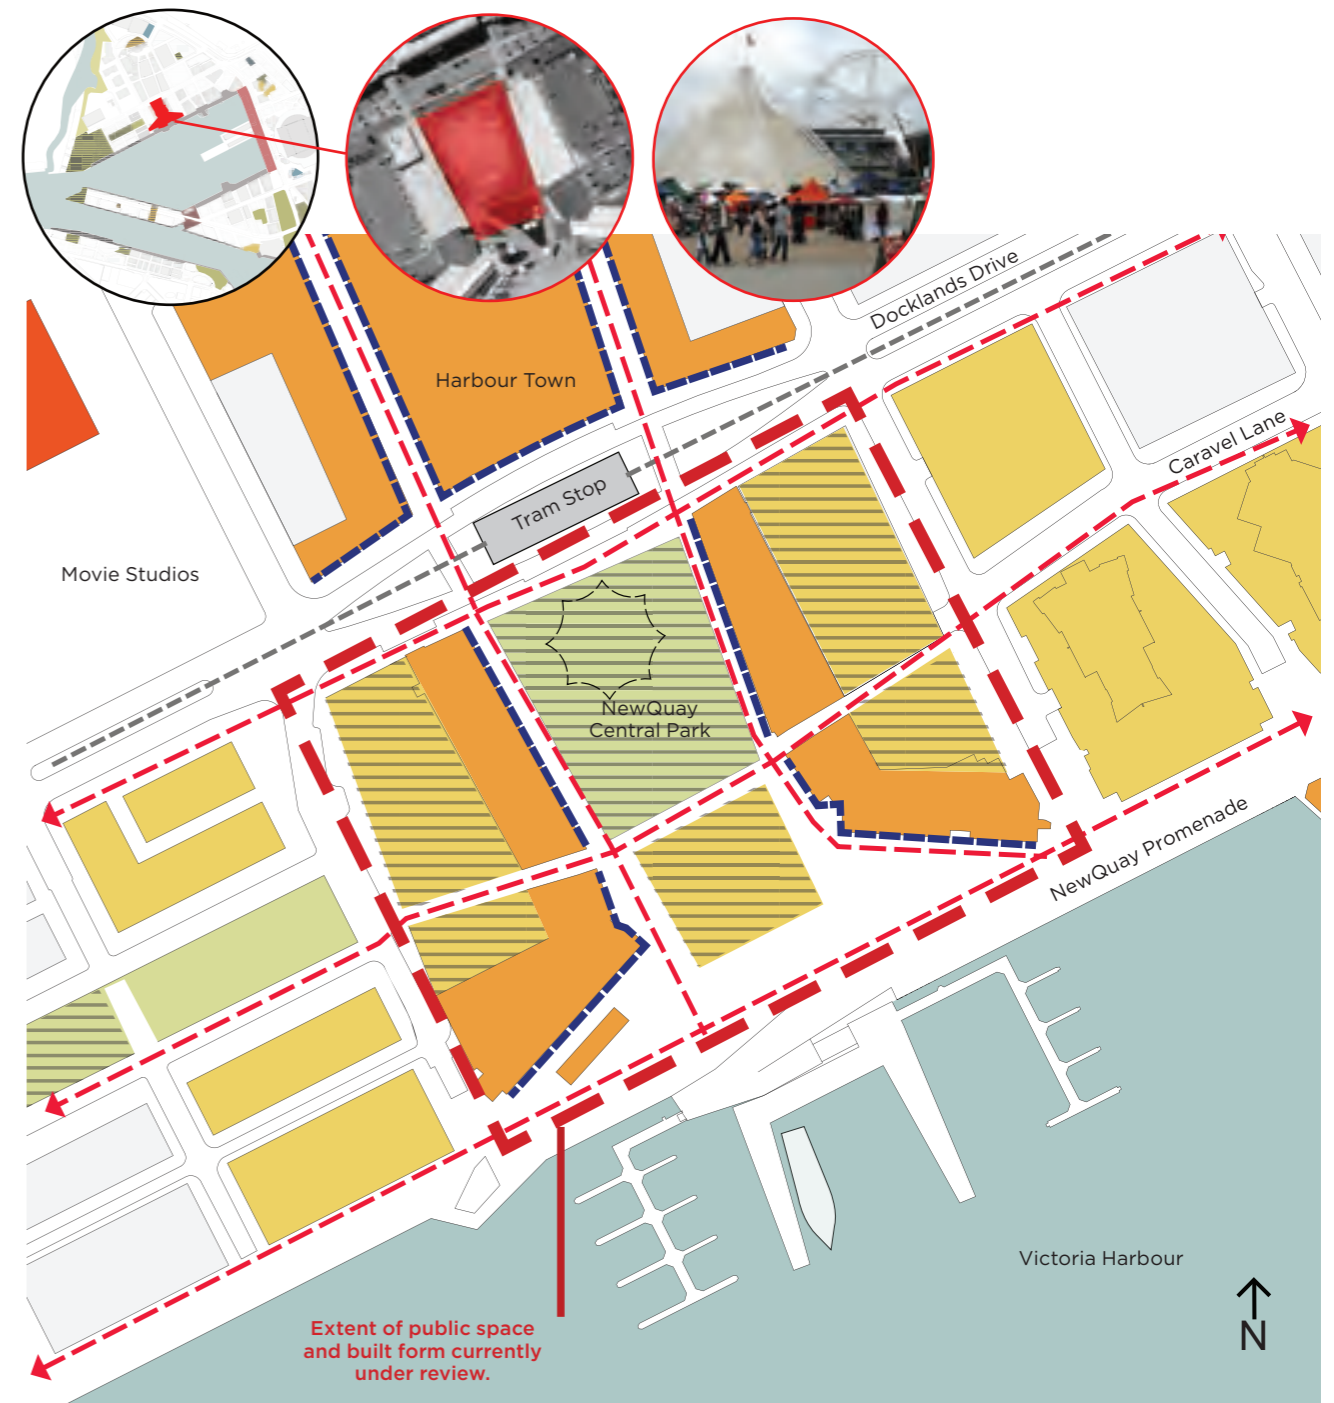 Docklands Drive
Harbour Town
Caravel Lane
Tram Stop
Movie Studios
NewQuay
Central Park
NewQuay Promenade
Victoria Harbour
Extent of public space
and built form currently
under review.
N